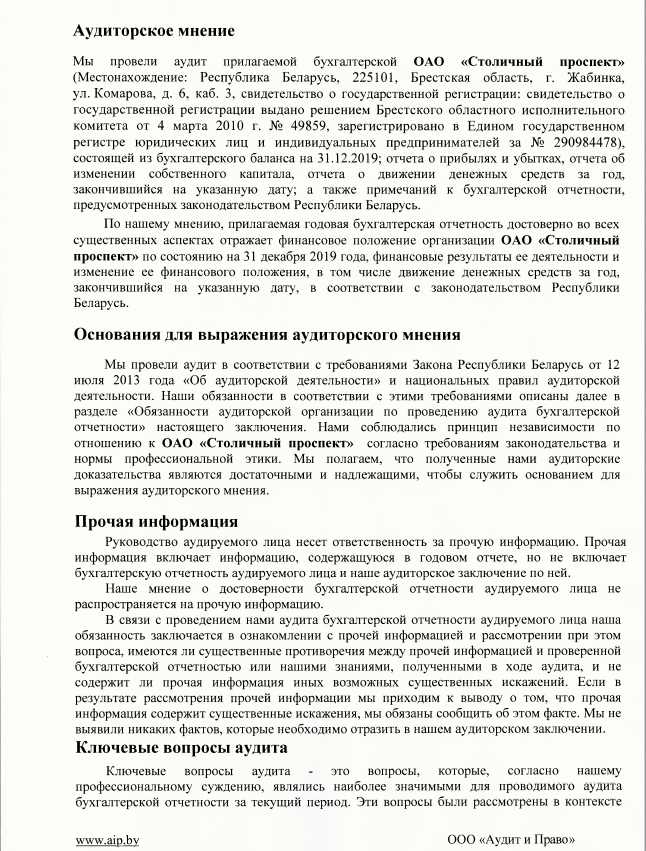 Аудиторское мнение
Мы провели аудит прилагаемой бухгалтерской ОАО «Столичный проспект»
(Местонахождение: Республика Беларусь, 225101, Брестская область, г. Жабинка,
ул. Комарова, д. 6, каб. 3, свидетельство о государственной регистрации: свидетельство о
государственной регистрации выдано решением Брестского областного исполнительного
комитета от 4 марта 2010 г. № 49859, зарегистрировано в Едином государственном
регистре юридических лиц и индивидуальных предпринимателей за № 290984478),
состоящей из бухгалтерского баланса на 31.12.2019; отчета о прибылях и убытках, отчета об
изменении собственного капитала, отчета о движении денежных средств за год,
закончившийся на указанную дату; а также примечаний к бухгалтерской отчетности,
предусмотренных законодательством Республики Беларусь.
По нашему мнению, прилагаемая годовая бухгалтерская отчетность достоверно во всех
существенных аспектах отражает финансовое положение организации ОАО «Столичный
проспект» по состоянию на 31 декабря 2019 года, финансовые результаты ее деятельности и
изменение ее финансового положения, в том числе движение денежных средств за год,
закончившийся на указанную дату, в соответствии с законодательством Республики
Беларусь.
Основания для выражения аудиторского мнения
Мы провели аудит в соответствии с требованиями Закона Республики Беларусь от 12
июля 2013 года «Об аудиторской деятельности» и национальных правил аудиторской
деятельности. Наши обязанности в соответствии с этими требованиями описаны далее в
разделе «Обязанности аудиторской организации по проведению аудита бухгалтерской
отчетности» настоящего заключения. Нами соблюдались принцип независимости по
отношению к ОАО «Столичный проспект» согласно требованиям законодательства и
нормы профессиональной этики. Мы полагаем, что полученные нами аудиторские
доказательства являются достаточными и надлежащими, чтобы служить основанием для
выражения аудиторского мнения.
Прочая информация
Руководство аудируемого лица несет ответственность за прочую информацию. Прочая
информация включает информацию, содержащуюся в годовом отчете, но не включает
бухгалтерскую отчетность аудируемого лица и наше аудиторское заключение по ней.
Наше мнение о достоверности бухгалтерской отчетности аудируемого лица не
распространяется на прочую информацию.
В связи с проведением нами аудита бухгалтерской отчетности аудируемого лица наша
обязанность заключается в ознакомлении с прочей информацией и рассмотрении при этом
вопроса, имеются ли существенные противоречия между прочей информацией и проверенной
бухгалтерской отчетностью или нашими знаниями, полученными в ходе аудита, и не
содержит ли прочая информация иных возможных существенных искажений. Если в
результате рассмотрения прочей информации мы приходим к выводу о том, что прочая
информация содержит существенные искажения, мы обязаны сообщить об этом факте. Мы не
выявили никаких фактов, которые необходимо отразить в нашем аудиторском заключении.
Ключевые вопросы аудита
Ключевые вопросы аудита - это вопросы, которые, согласно нашему
профессиональному суждению, являлись наиболее значимыми для проводимого аудита
бухгалтерской отчетности за текущий период. Эти вопросы были рассмотрены в контексте
www.aip.by ООО «Аудит и Право»